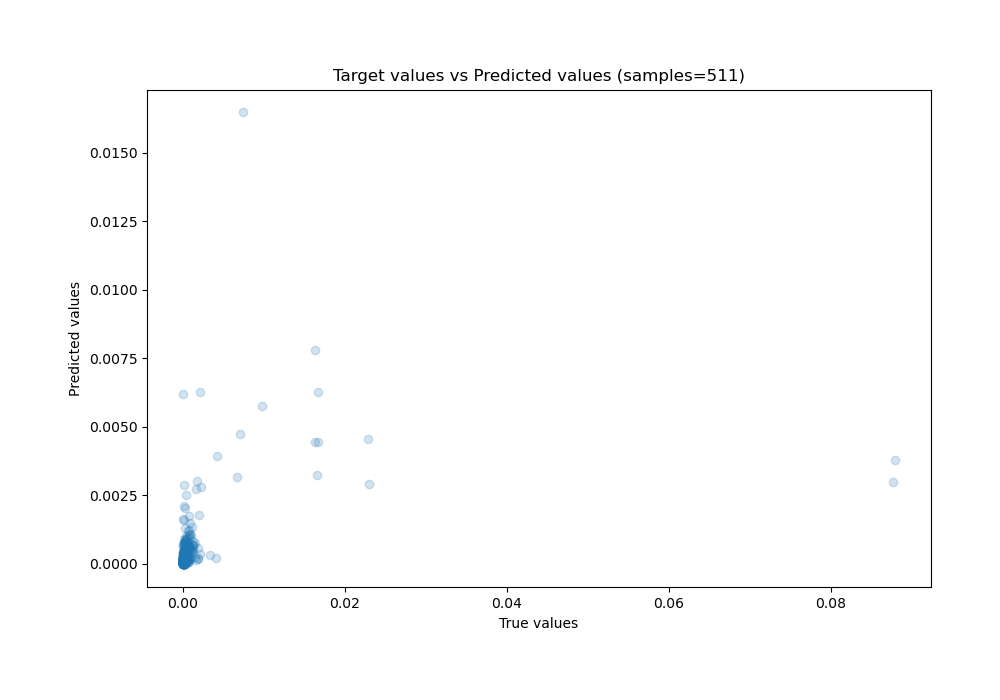 Target values vs Predicted values (samples=511)
0.0150
0.0125
0.0100
0.0075
0.0050
0.0025
0.0000
Predicted values
0.00 0.02 0.04 0.06 0.08
True values